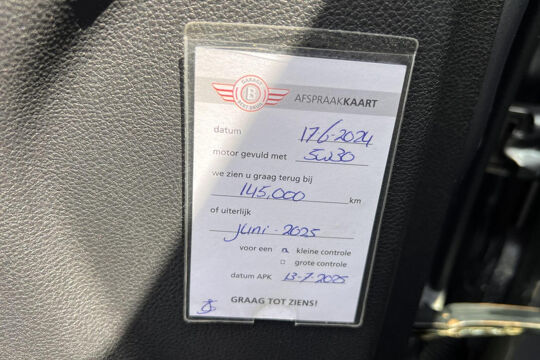 GARAGE
B
AFSPRAAKKAART
datum 17/6-2024
motor gevuld met 5w30
we zien u graag terug bij
145,000 km
of uiterlijk
juni - 2025
voor een kleine controle
grote controle
datum APK 13-7-2025
GRAAG TOT ZIENS!